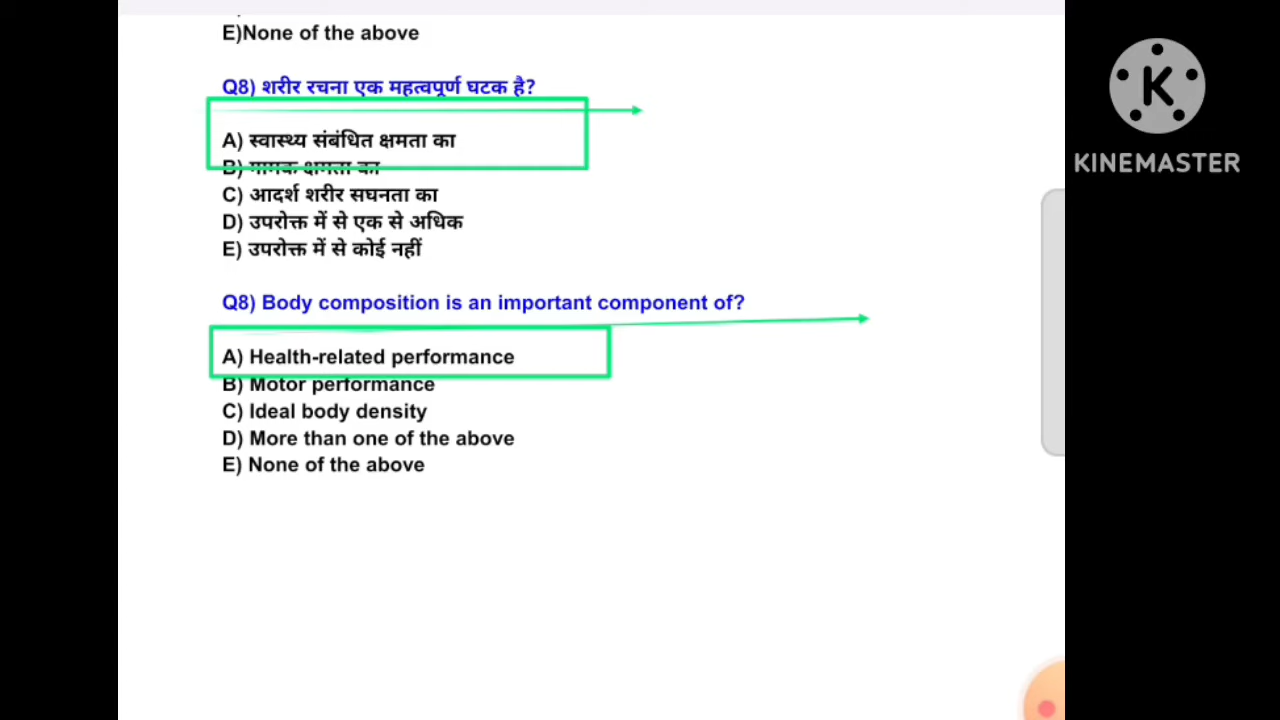 E)None of the above
Q8) शरीर रचना एक महत्वपूर्ण घटक है?
A) स्वास्थ्य संबंधित क्षमता का
B) गामक क्षमता का
C) आदर्श शरीर सघनता का
D) उपरोक्त में से एक से अधिक
E) उपरोक्त में से कोई नहीं
Q8) Body composition is an important component of?
A) Health-related performance
B) Motor performance
C) Ideal body density
D) More than one of the above
E) None of the above
K
KINEMASTER